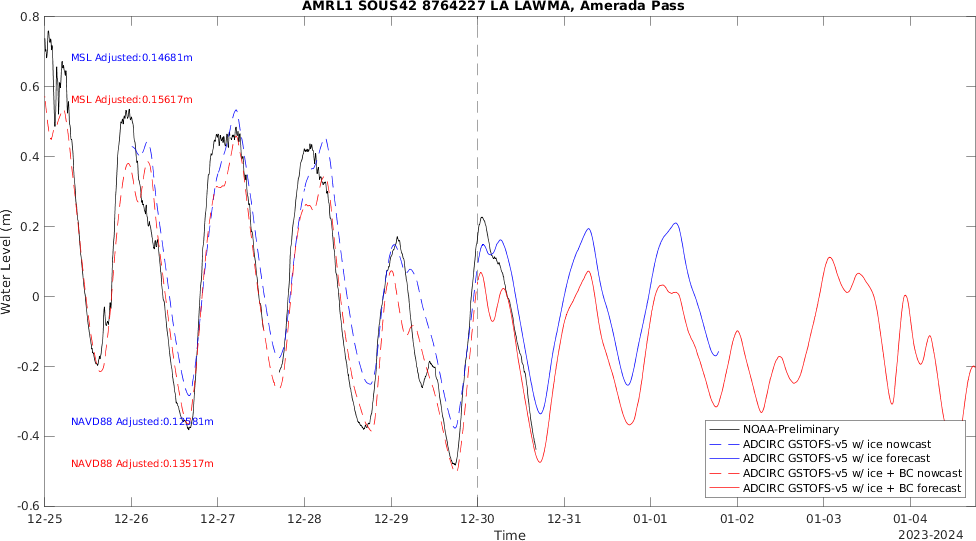 AMRL1 SOUS42 8764227 LA LAWMA, Amerada Pass
Water Level (m)
0.8
0.6
0.4
0.2
0
-0.2
-0.4
-0.6
MSL Adjusted:0.14681m
MSL Adjusted:0.15617m
NAVD88 Adjusted:0.12581m
NAVD88 Adjusted:0.13517m
NOAA-Preliminary
ADCIRC GSTOFS-v5 w/ ice nowcast
ADCIRC GSTOFS-v5 w/ ice forecast
ADCIRC GSTOFS-v5 w/ ice + BC nowcast
ADCIRC GSTOFS-v5 w/ ice + BC forecast
12-25 12-26 12-27 12-28 12-29 12-30 12-31 01-01 01-02 01-03 01-04
Time
2023-2024